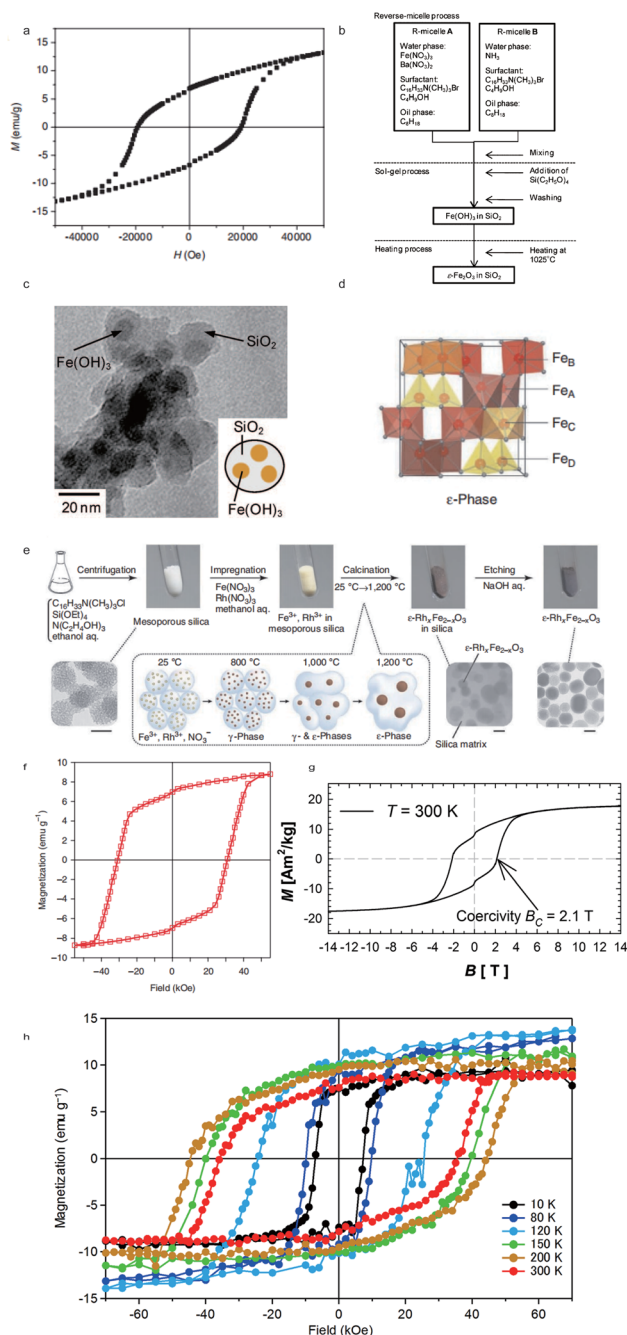 a
M (emu/g)
15
10
5
0
-5
-10
-15
-40000 -20000 0 20000 40000
H (Oe)
b
Reverse-micelle process
R-micelle A
Water phase:
Fe(NO3)3
Ba(NO3)2
Surfactant:
C16H33N(CH3)3Br
C4H9OH
Oil phase:
C8H18
R-micelle B
Water phase:
NH3
Surfactant:
C16H33N(CH3)3Br
C4H9OH
Oil phase:
C8H18
Mixing
Sol-gel process
Addition of
Si(C2H5O)4
Washing
Fe(OH)3 in SiO2
Heating process
Heating at
1025°C
ε-Fe2O3 in SiO2
c
Fe(OH)3
SiO2
SiO2
Fe(OH)3
20 nm
d
FeB
FeA
FeC
FeD
ε-Phase
e
Centrifugation
Impregnation
Fe(NO3)3
Rh(NO3)3
methanol aq.
Calcination
25 °C→1,200 °C
Etching
NaOH aq.
C16H33N(CH3)3Cl
Si(OEt)4
N(C2H4OH)3
ethanol aq.
Mesoporous silica
Fe3+, Rh3+ in
mesoporous silica
ε-RhxFe2−xO3
in silica
ε-RhxFe2−xO3
ε-RhxFe2−xO3
25 °C 800 °C 1,000 °C 1,200 °C
Fe3+, Rh3+, NO3−
γ-Phase
γ- & ε-Phases
ε-Phase
Silica matrix
f
Magnetization (emu g−1)
10
8
6
4
2
0
−2
−4
−6
−8
−10
−40 −20 0 20 40
Field (kOe)
g
T = 300 K
M [Am2/kg]
20
10
0
-10
-20
Coercivity BC = 2.1 T
-14 -12 -10 -8 -6 -4 -2 0 2 4 6 8 10 12 14
B [ T ]
h
Magnetization (emu g-1)
15
10
5
0
-5
-10
-15
-60 -40 -20 0 20 40 60
Field (kOe)
10 K
80 K
120 K
150 K
200 K
300 K